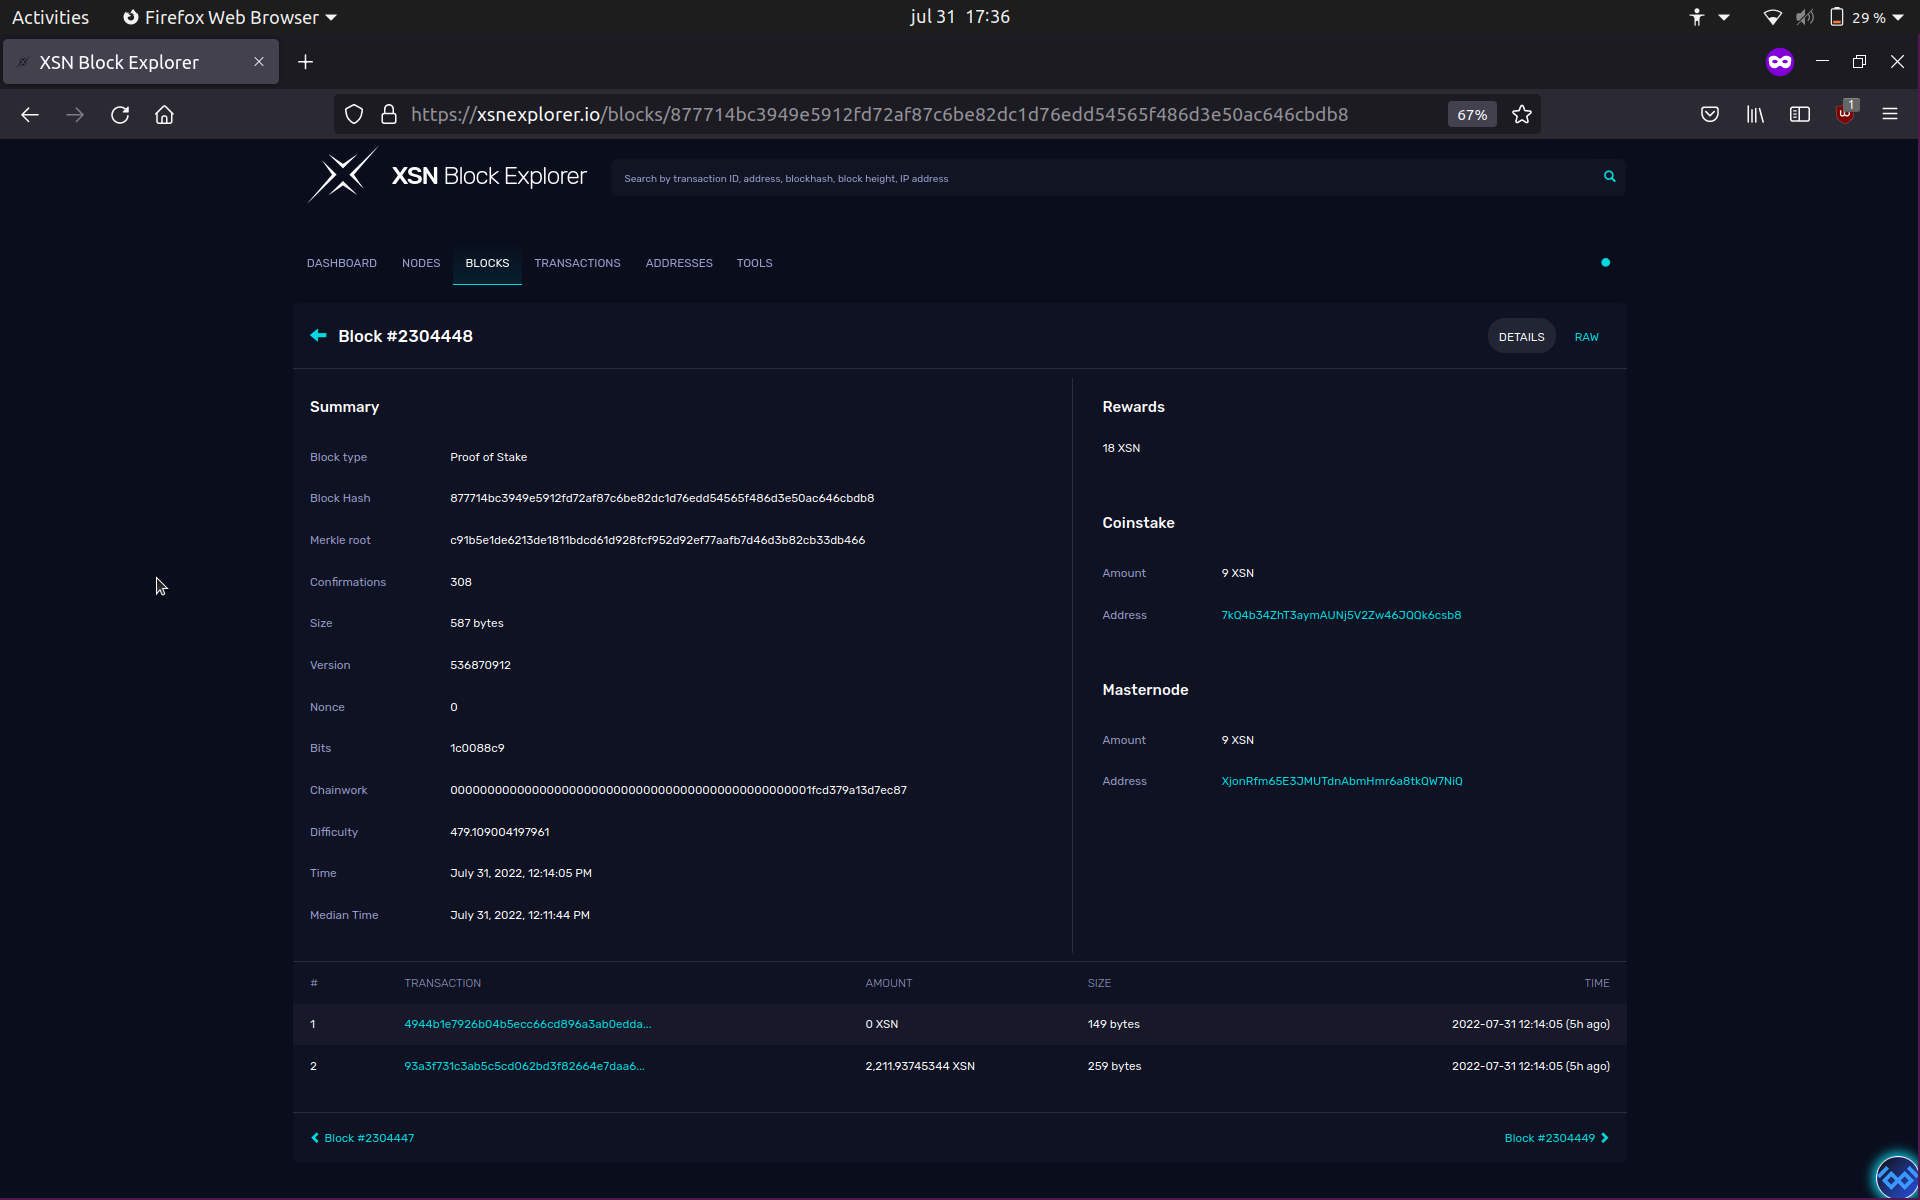 Activities Firefox Web Browser jul 31 17:36 29 %
XSN Block Explorer
https://xsnexplorer.io/blocks/877714bc3949e5912fd72af87c6be82dc1d76edd54565f486d3e50ac646cbdb8 67% 1
XSN Block Explorer Search by transaction ID, address, blockhash, block height, IP address
DASHBOARD NODES BLOCKS TRANSACTIONS ADDRESSES TOOLS
Block #2304448 DETAILS RAW
Summary
Block type Proof of Stake
Block Hash 877714bc3949e5912fd72af87c6be82dc1d76edd54565f486d3e50ac646cbdb8
Merkle root c91b5e1de6213de1811bdcd61d928fcf952d92ef77aafb7d46d3b82cb33db466
Confirmations 308
Size 587 bytes
Version 536870912
Nonce 0
Bits 1c0088c9
Chainwork 000000000000000000000000000000000000000000000001fcd379a13d7ec87
Difficulty 479.109004197961
Time July 31, 2022, 12:14:05 PM
Median Time July 31, 2022, 12:11:44 PM
Rewards
18 XSN
Coinstake
Amount 9 XSN
Address 7kQ4b34ZhT3aymAUNj5V2Zw46JQQk6csb8
Masternode
Amount 9 XSN
Address XjonRfm65E3JMUTdnAbmHmr6a8tkQW7NiQ
# TRANSACTION AMOUNT SIZE TIME
1 4944b1e7926b04b5ecc66cd896a3ab0edda... 0 XSN 149 bytes 2022-07-31 12:14:05 (5h ago)
2 93a3f731c3ab5c5cd062bd3f82664e7daa6... 2,211.93745344 XSN 259 bytes 2022-07-31 12:14:05 (5h ago)
Block #2304447 Block #2304449